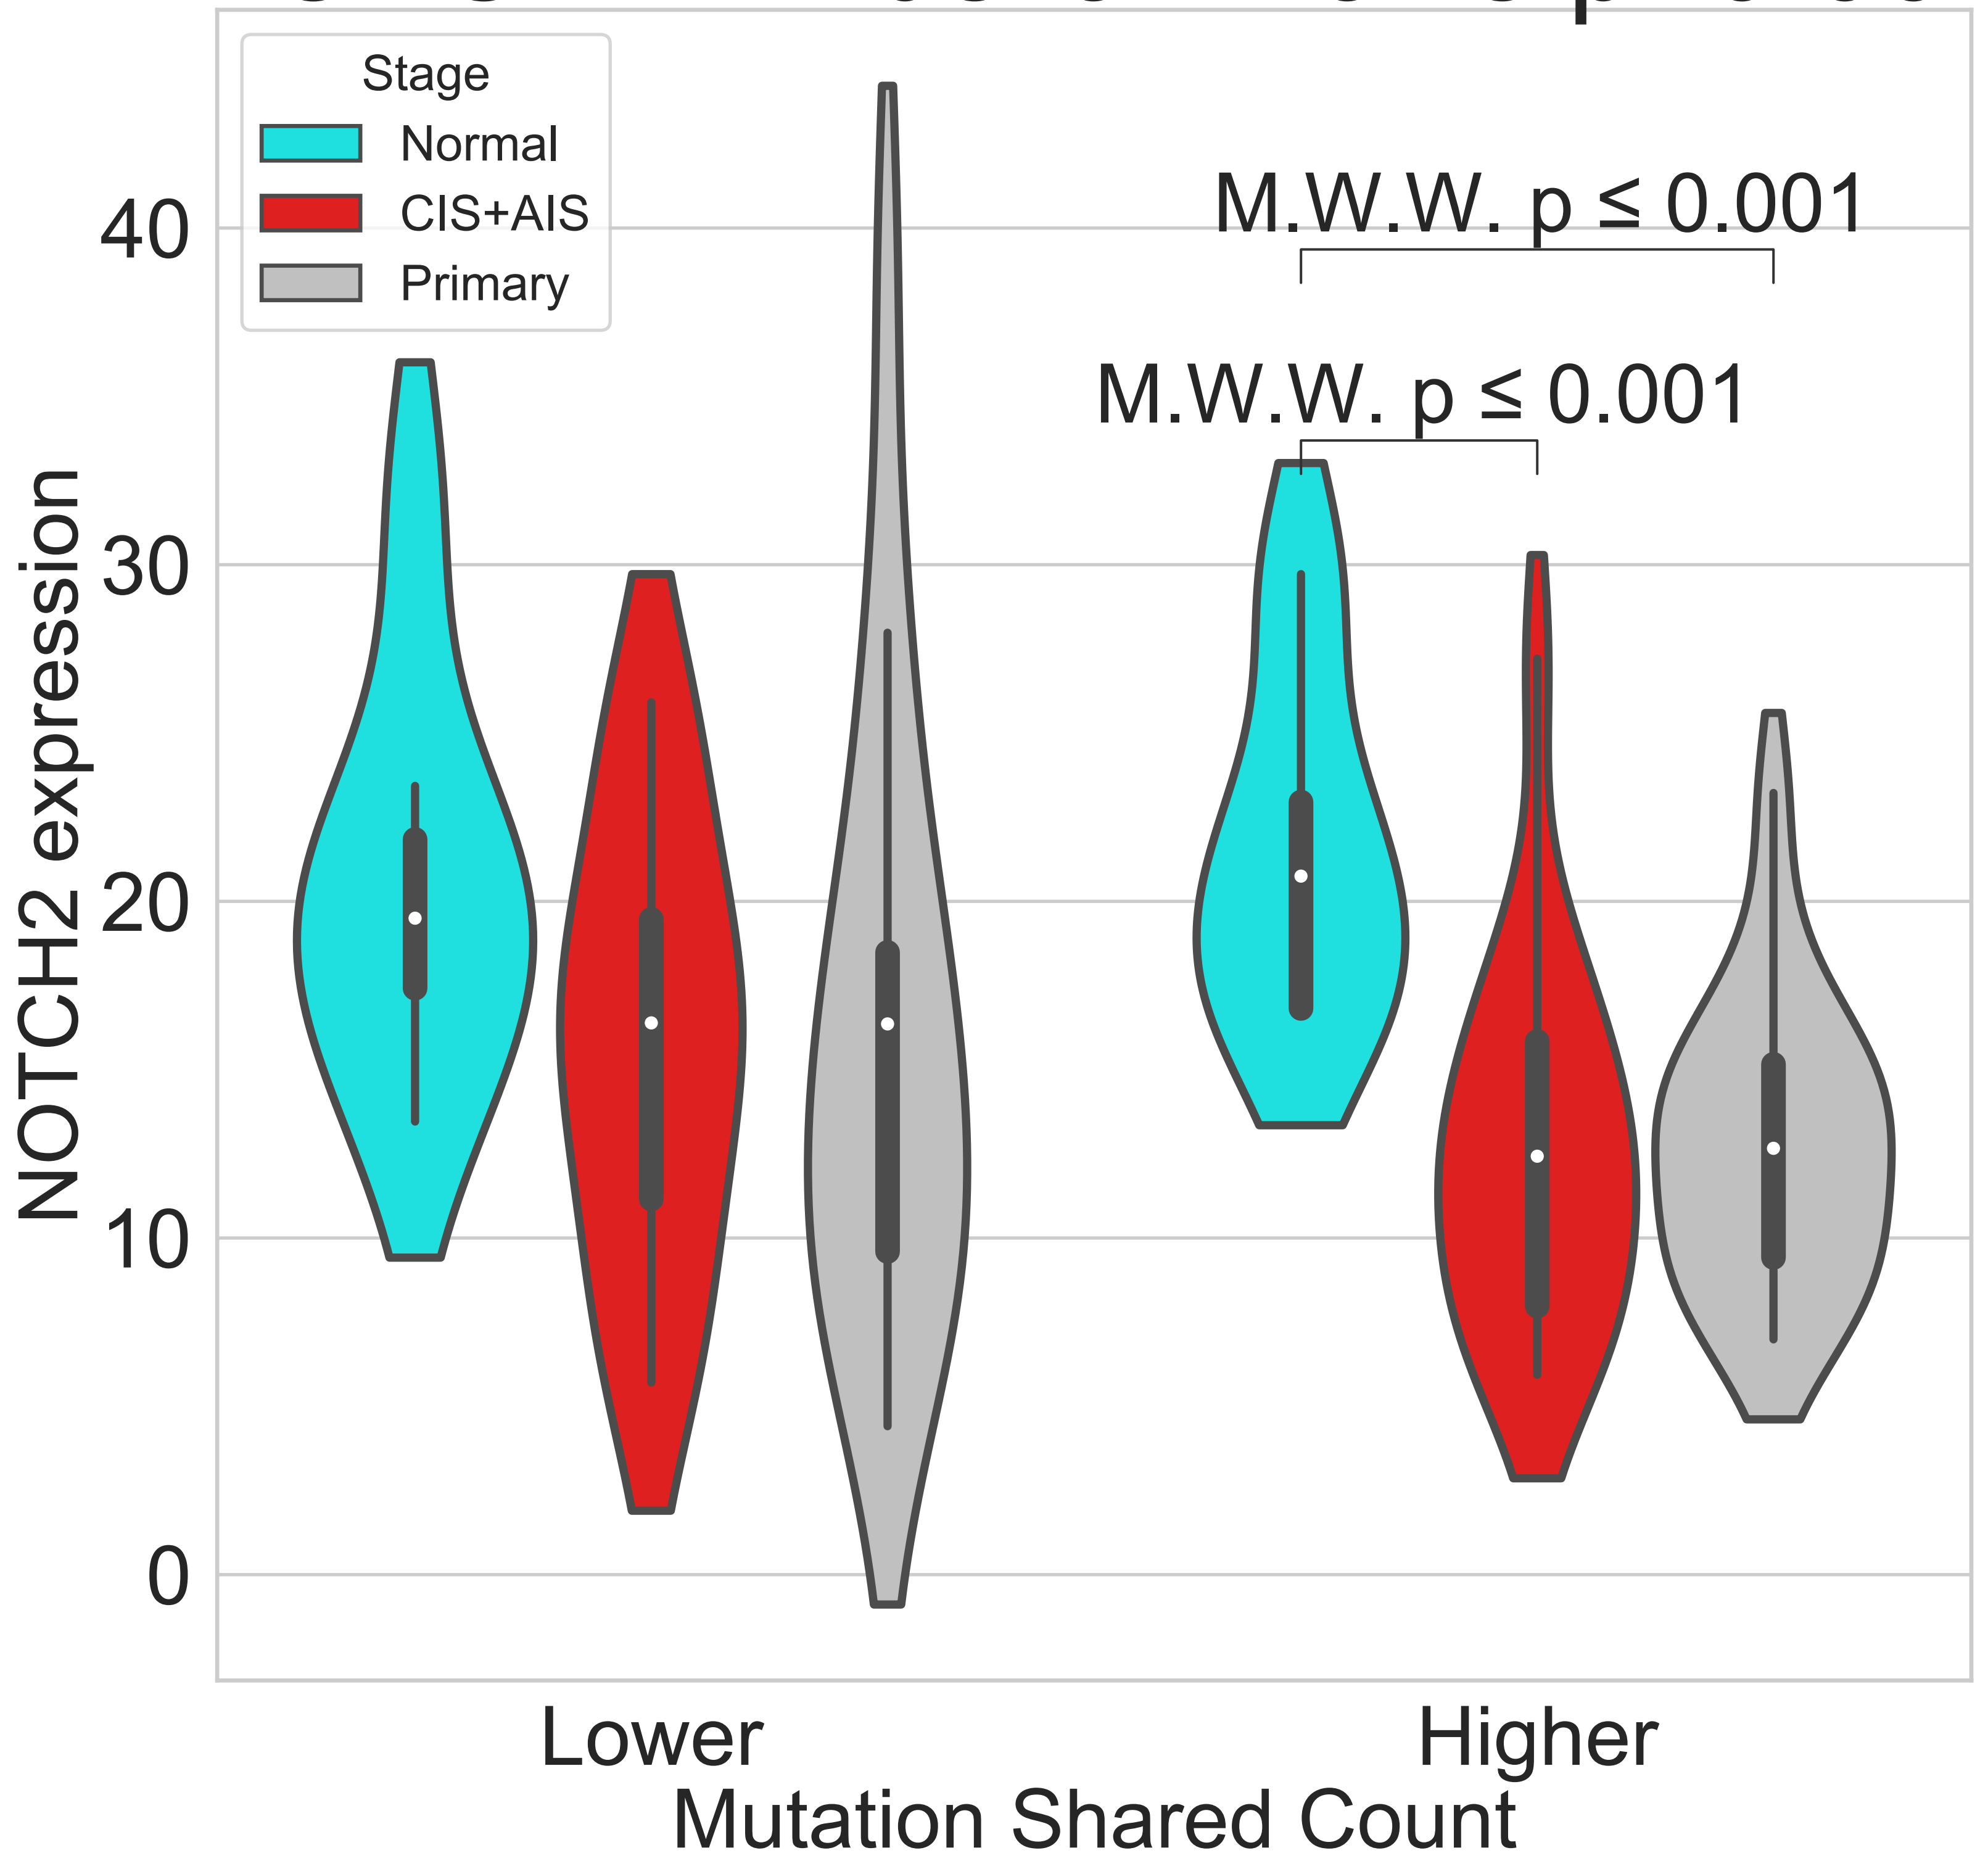 Stage
Normal
CIS+AIS
Primary
M.W.W. p ≤ 0.001
M.W.W. p ≤ 0.001
40
30
20
10
0
NOTCH2 expression
Lower
Higher
Mutation Shared Count